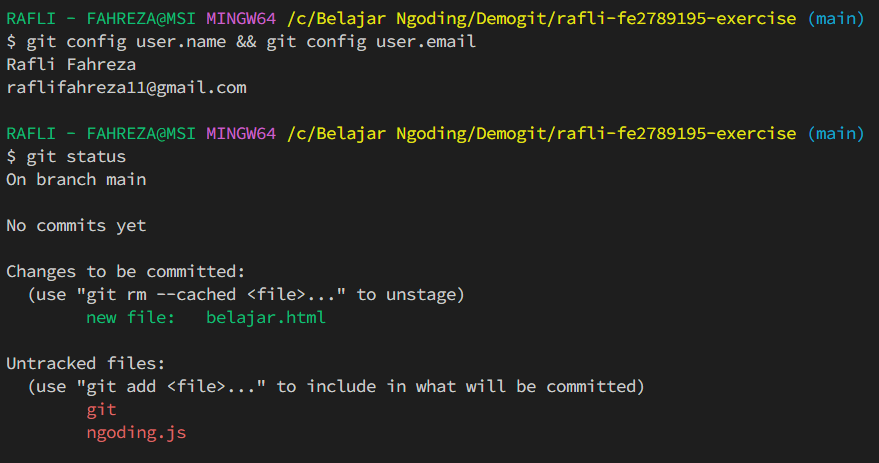 RAFLI - FAHREZA@MSI MINGW64 /c/Belajar Ngoding/Demogit/rafli-fe2789195-exercise (main)
$ git config user.name && git config user.email
Rafli Fahreza
raflifahreza11@gmail.com
RAFLI - FAHREZA@MSI MINGW64 /c/Belajar Ngoding/Demogit/rafli-fe2789195-exercise (main)
$ git status
On branch main
No commits yet
Changes to be committed:
(use "git rm --cached <file>..." to unstage)
new file:   belajar.html
Untracked files:
(use "git add <file>..." to include in what will be committed)
git
ngoding.js